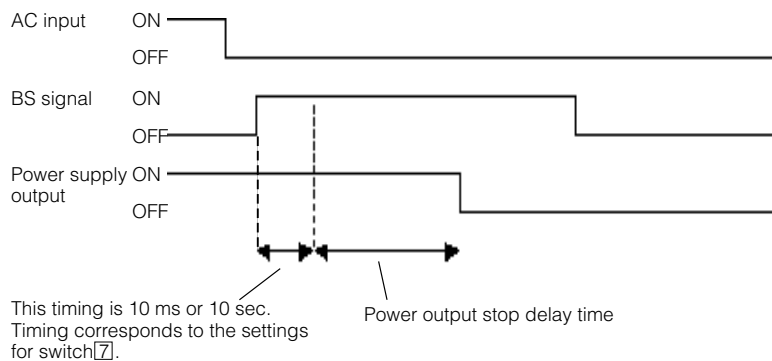 AC input ON
OFF
BS signal ON
OFF
Power supply ON
output
OFF
This timing is 10 ms or 10 sec.
Timing corresponds to the settings
for switch 7.
Power output stop delay time